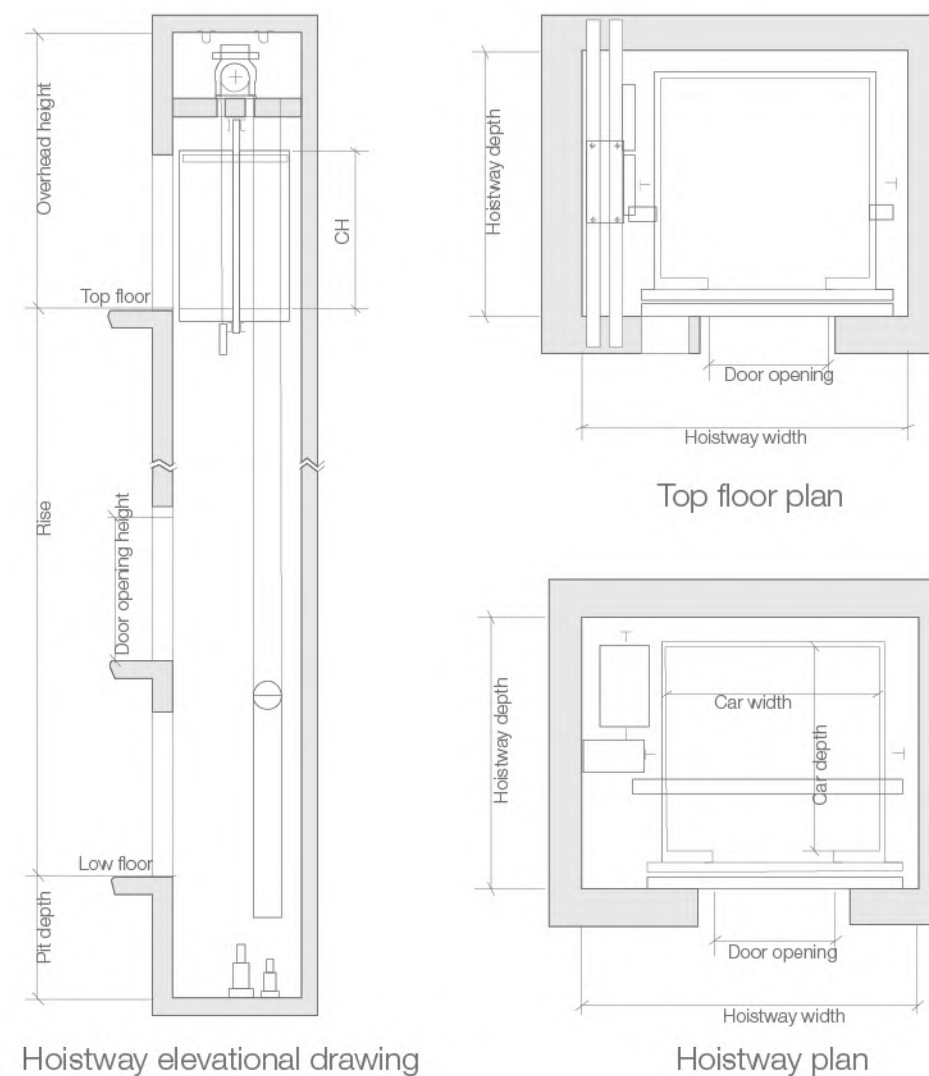 Overhead height
CH
Top floor
Rise
Door opening height
Low floor
Pit depth
Hoistway elevational drawing
Hoistway depth
Door opening
Hoistway width
Top floor plan
Hoistway depth
Car width
Car depth
Door opening
Hoistway width
Hoistway plan